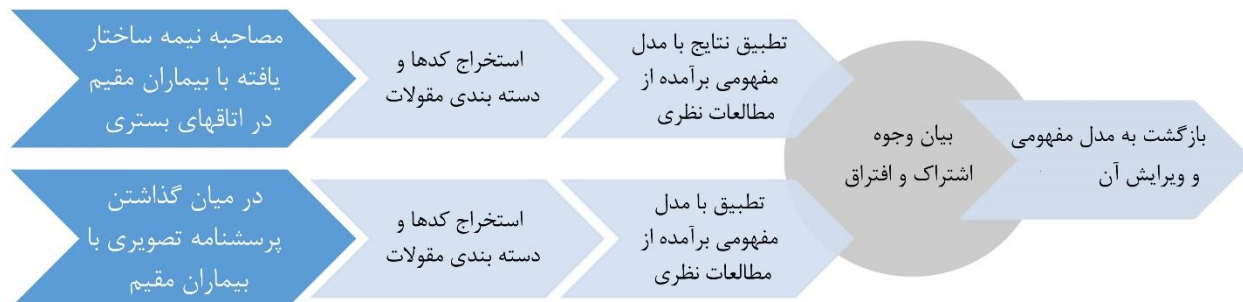 مصاحبه نیمه ساختار
یافته با بیماران مقیم
در اتاقهای بستری
استخراج کدها و
دسته بندی مقولات
تطبیق نتایج با مدل
مفهومی برآمده از
مطالعات نظری
در میان گذاشتن
پرسشنامه تصویری با
بیماران مقیم
استخراج کدها و
دسته بندی مقولات
تطبیق با مدل
مفهومی برآمده از
مطالعات نظری
بیان وجوه
اشتراک و افتراق
بازگشت به مدل مفهومی
و ویرایش آن